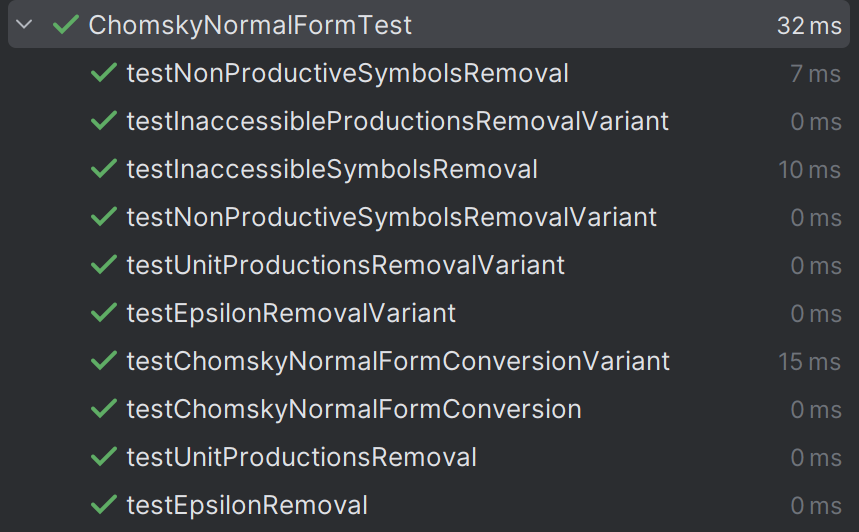 ChomskyNormalFormTest 32 ms
testNonProductiveSymbolsRemoval 7 ms
testInaccessibleProductionsRemovalVariant 0 ms
testInaccessibleSymbolsRemoval 10 ms
testNonProductiveSymbolsRemovalVariant 0 ms
testUnitProductionsRemovalVariant 0 ms
testEpsilonRemovalVariant 0 ms
testChomskyNormalFormConversionVariant 15 ms
testChomskyNormalFormConversion 0 ms
testUnitProductionsRemoval 0 ms
testEpsilonRemoval 0 ms